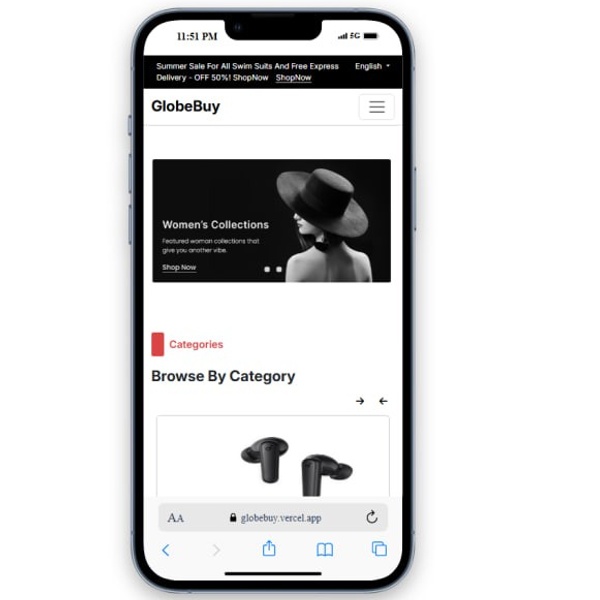 11:51 PM
5G
Summer Sale For All Swim Suits And Free Express
Delivery - OFF 50%! ShopNow ShopNow
English
GlobeBuy
Women's Collections
Featured woman collections that
give you another vibe.
Shop Now
Categories
Browse By Category
AA
globebuy.vercel.app